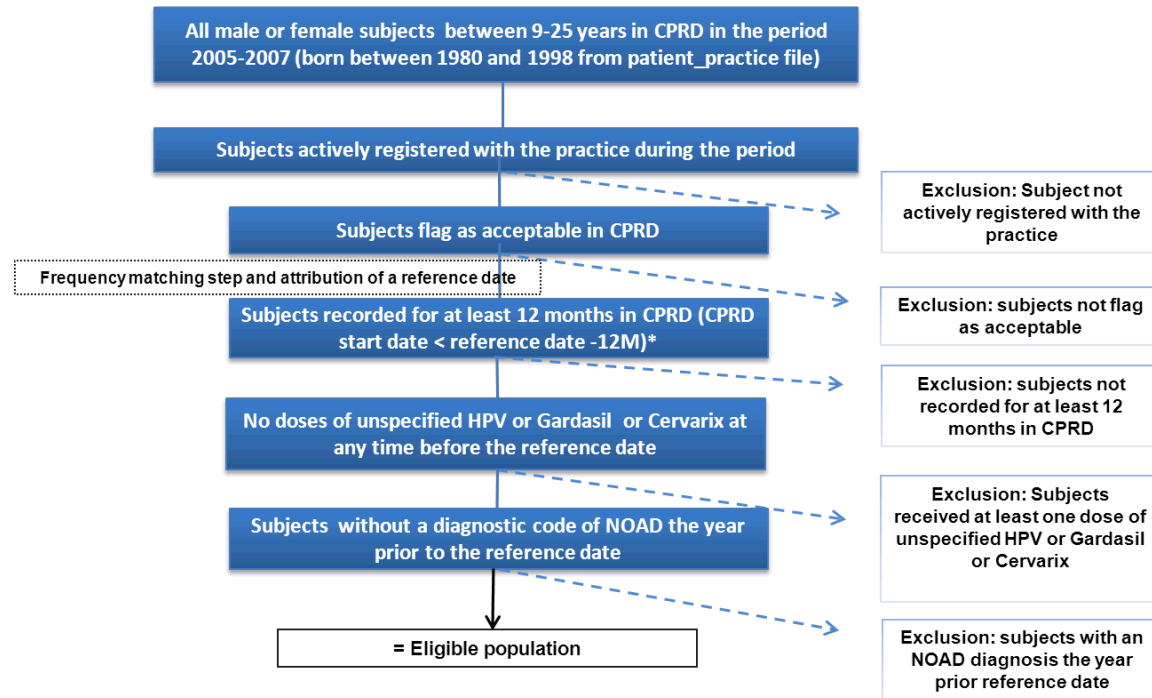 All male or female subjects between 9-25 years in CPRD in the period
2005-2007 (born between 1980 and 1998 from patient_practice file)
Subjects actively registered with the practice during the period
Exclusion: Subject not
actively registered with the
practice
Subjects flag as acceptable in CPRD
Frequency matching step and attribution of a reference date
Exclusion: subjects not flag
as acceptable
Subjects recorded for at least 12 months in CPRD (CPRD
start date < reference date -12M)*
Exclusion: subjects not
recorded for at least 12
months in CPRD
No doses of unspecified HPV or Gardasil or Cervarix at
any time before the reference date
Exclusion: Subjects
received at least one dose of
unspecified HPV or Gardasil
or Cervarix
Subjects without a diagnostic code of NOAD the year
prior to the reference date
Exclusion: subjects with an
NOAD diagnosis the year
prior reference date
= Eligible population